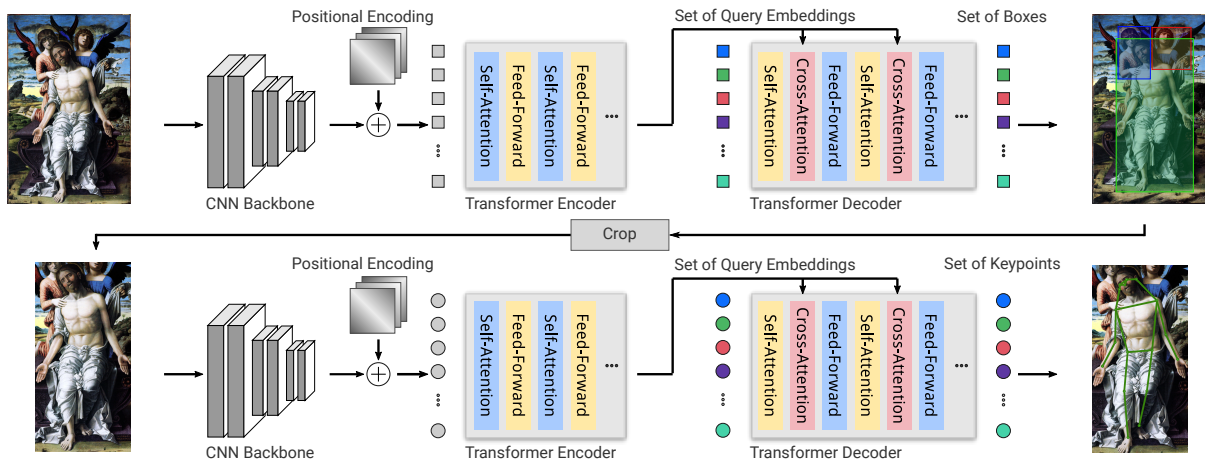 Positional Encoding
Set of Query Embeddings
Set of Boxes
Self-Attention
Feed-Forward
Self-Attention
Feed-Forward
...
Self-Attention
Cross-Attention
Feed-Forward
Self-Attention
Cross-Attention
Feed-Forward
...
CNN Backbone
Transformer Encoder
Transformer Decoder
Crop
Positional Encoding
Set of Query Embeddings
Set of Keypoints
Self-Attention
Feed-Forward
Self-Attention
Feed-Forward
...
Self-Attention
Cross-Attention
Feed-Forward
Self-Attention
Cross-Attention
Feed-Forward
...
CNN Backbone
Transformer Encoder
Transformer Decoder